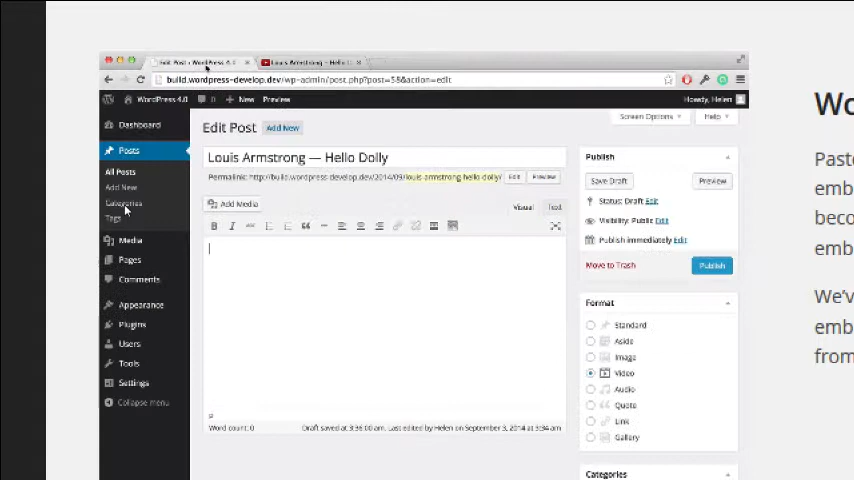 Edit Post ‹ WordPress 4.0
Louis Armstrong – Hello
build.wordpress-develop.dev/wp-admin/post.php?post=58&action=edit
WordPress 4.0
0
New
Preview
Howdy, Helen
Dashboard
Posts
All Posts
Add New
Categories
Tags
Media
Pages
Comments
Appearance
Plugins
Users
Tools
Settings
Collapse menu
Screen Options
Help
Edit Post
Add New
Louis Armstrong — Hello Dolly
Permalink: http://build.wordpress-develop.dev/2014/09/louis-armstrong-hello-dolly/
Edit
Preview
Add Media
Visual
Text
B I ABC
p
Word count: 0
Draft saved at 3:36:00 am. Last edited by Helen on September 3, 2014 at 3:34 am
Publish
Save Draft
Preview
Status: Draft Edit
Visibility: Public Edit
Publish immediately Edit
Move to Trash
Publish
Format
Standard
Aside
Image
Video
Audio
Quote
Link
Gallery
Categories
Wo
Paste
emb
beco
emb
We’v
emb
from